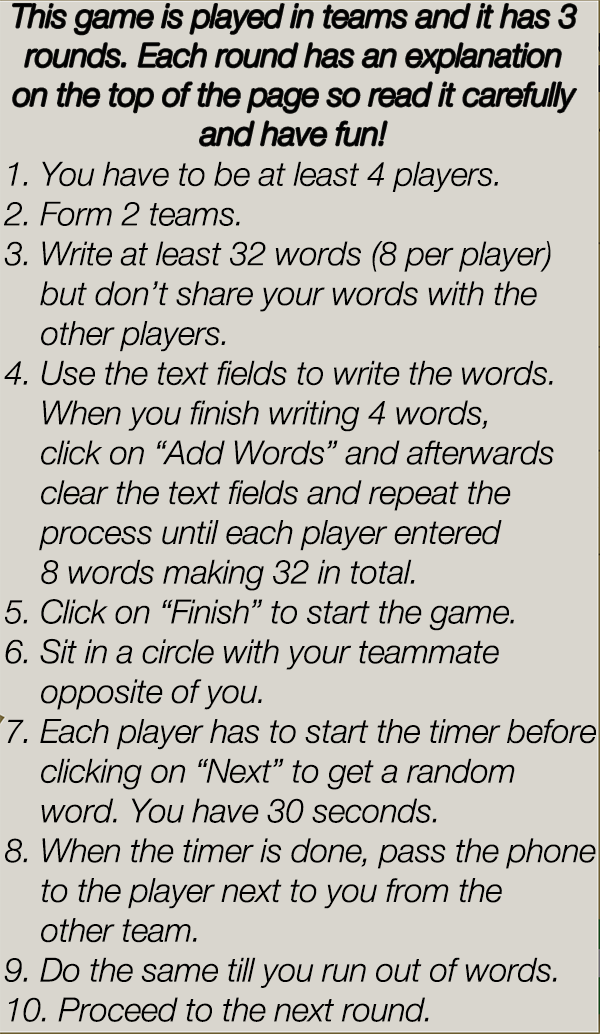 This game is played in teams and it has 3
rounds. Each round has an explanation
on the top of the page so read it carefully
and have fun!
1. You have to be at least 4 players.
2. Form 2 teams.
3. Write at least 32 words (8 per player)
but don't share your words with the
other players.
4. Use the text fields to write the words.
When you finish writing 4 words,
click on “Add Words” and afterwards
clear the text fields and repeat the
process until each player entered
8 words making 32 in total.
5. Click on “Finish” to start the game.
6. Sit in a circle with your teammate
opposite of you.
7. Each player has to start the timer before
clicking on “Next” to get a random
word. You have 30 seconds.
8. When the timer is done, pass the phone
to the player next to you from the
other team.
9. Do the same till you run out of words.
10. Proceed to the next round.